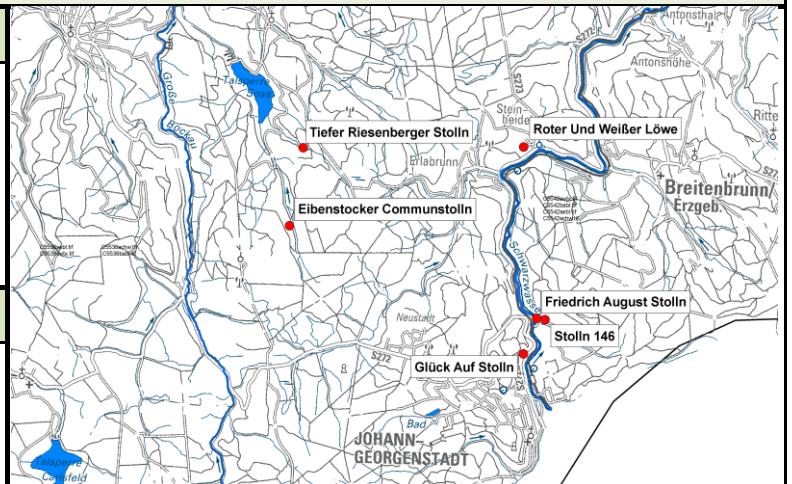 Antonsthal
S272
Antonshöhe
Große
Bockau
Talsperre
Sosa
S273
Stein-
heide
Ritte
Tiefer Riesenberger Stolln
Roter Und Weißer Löwe
Erlabrunn
Breitenbrunn/
Erzgeb.
Eibenstocker Communstolln
Schwarzwasser
Friedrich August Stolln
Neustadt
Stolln 146
S272
Glück Auf Stolln
Bad
JOHANN-
GEORGENSTADT
Talsperre
Carlsfeld